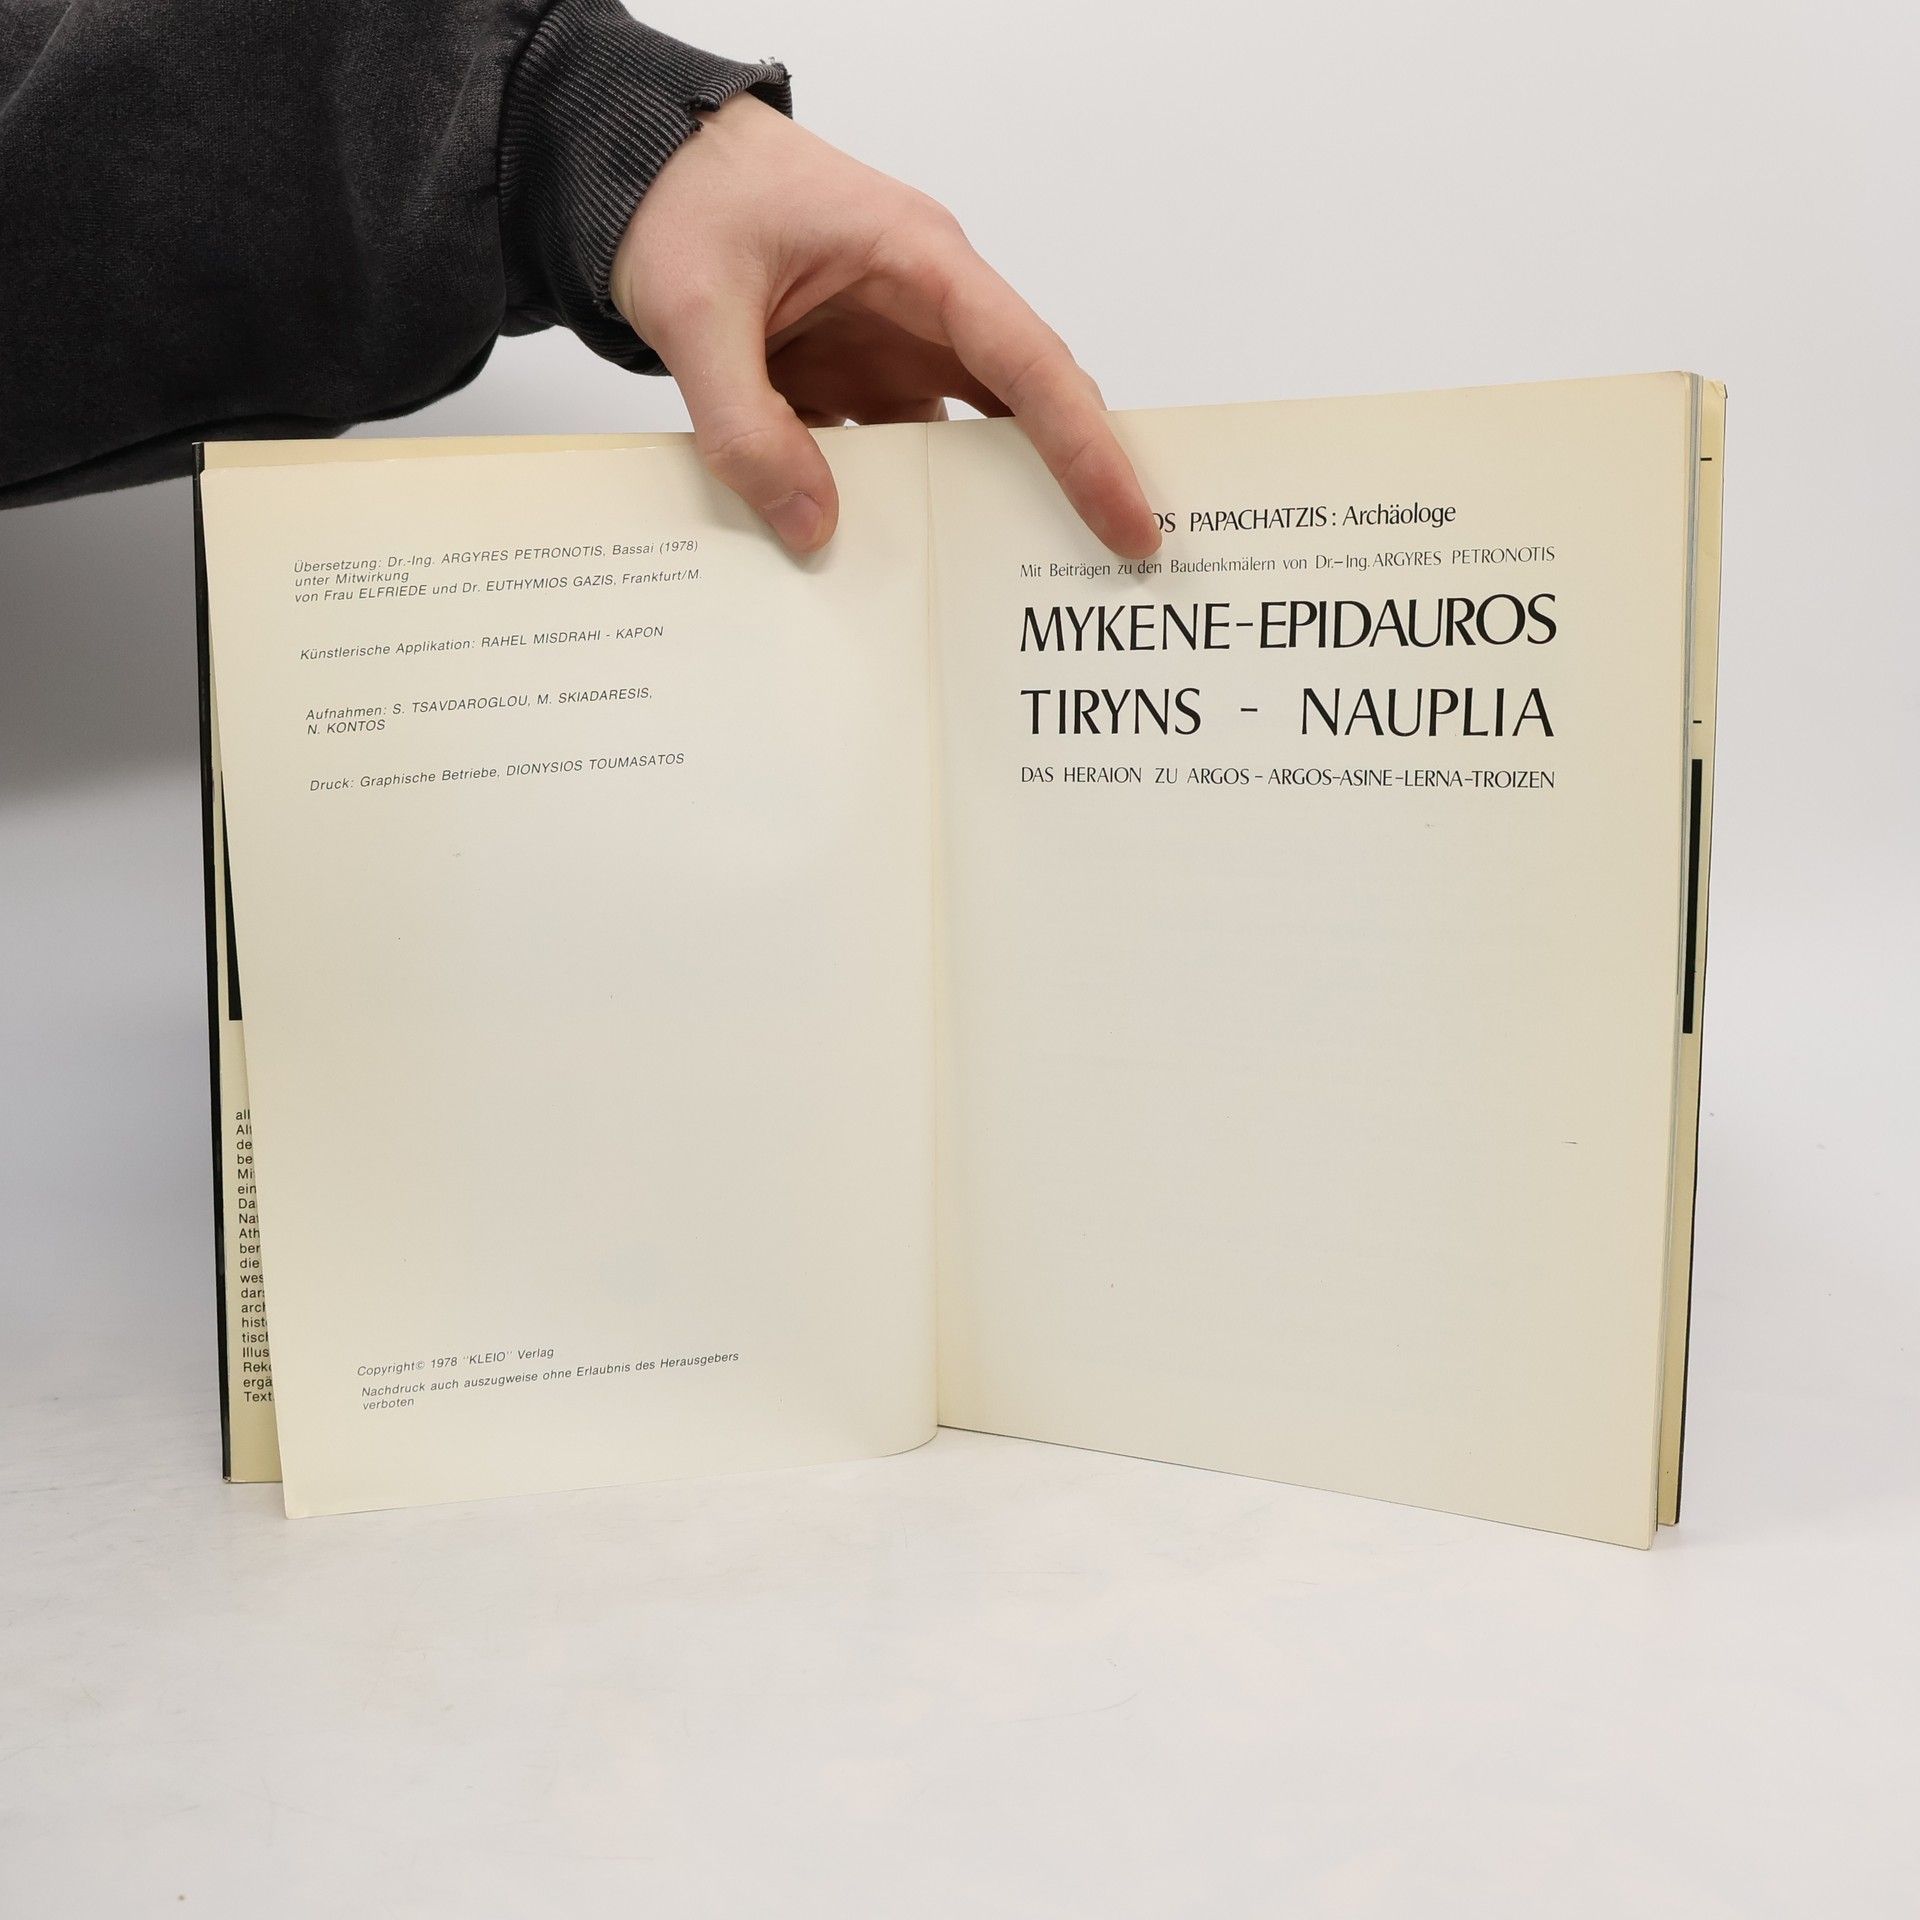 Übersetzung: Dr.-Ing. ARGYRES PETRONOTIS, Bassai (1978)
unter Mitwirkung
von Frau ELFRIEDE und Dr. EUTHYMIOS GAZIS, Frankfurt/M.
Künstlerische Applikation: RAHEL MISDRAHI - KAPON
Aufnahmen: S. TSAVDAROGLOU, M. SKIADARESIS,
N. KONTOS
Druck: Graphische Betriebe, DIONYSIOS TOUMASATOS
Copyright© 1978 "KLEIO" Verlag
Nachdruck auch auszugweise ohne Erlaubnis des Herausgebers
verboten
PAPACHATZIS: Archäologe
Mit Beiträgen zu den Baudenkmälern von Dr.-Ing. ARGYRES PETRONOTIS
MYKENE-EPIDAUROS
TIRYNS - NAUPLIA
DAS HERAION ZU ARGOS - ARGOS-ASINE-LERNA-TROIZEN